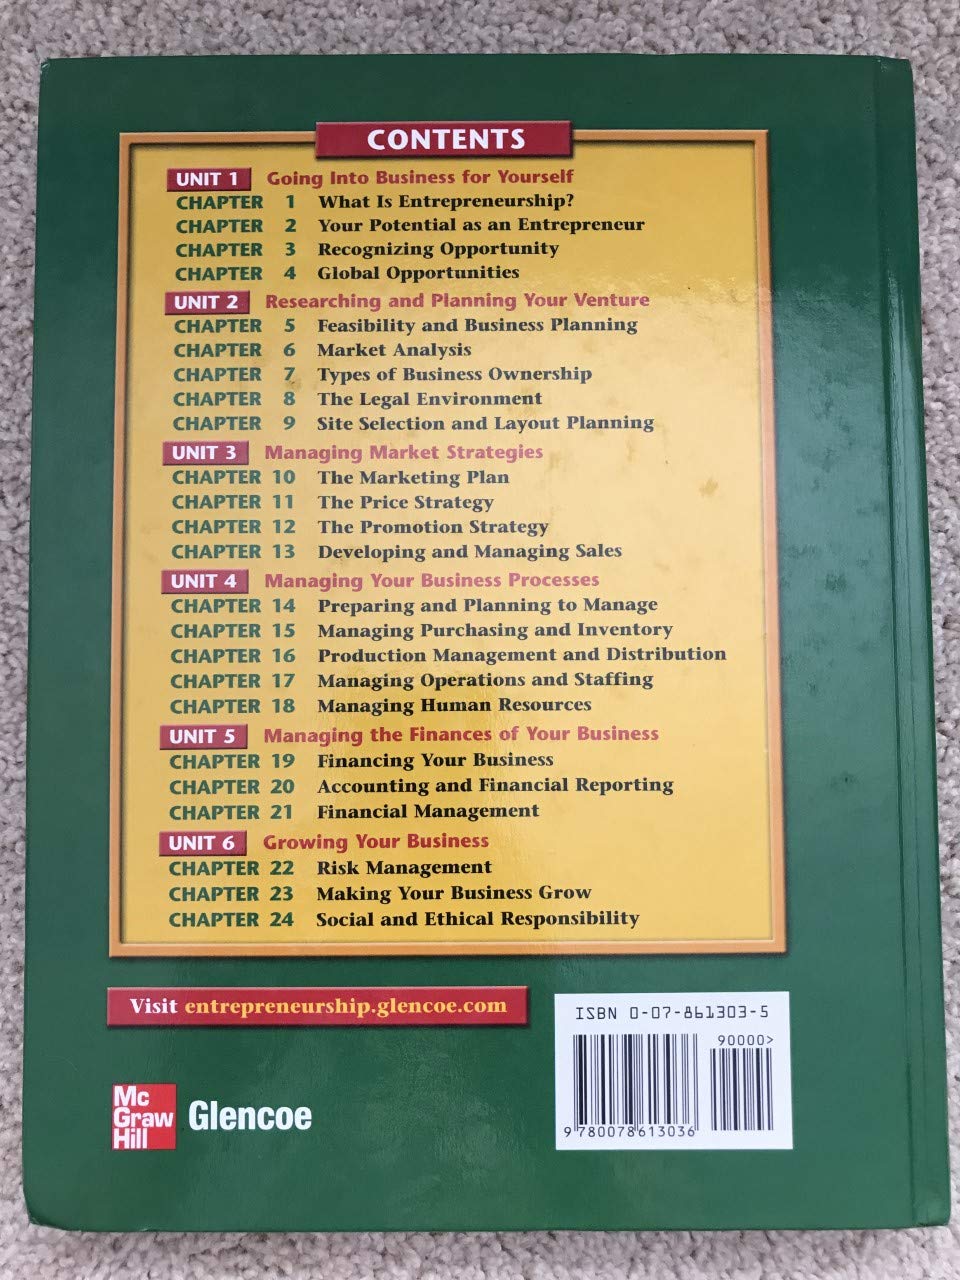 CONTENTS
UNIT 1 Going Into Business for Yourself
CHAPTER 1 What Is Entrepreneurship?
CHAPTER 2 Your Potential as an Entrepreneur
CHAPTER 3 Recognizing Opportunity
CHAPTER 4 Global Opportunities
UNIT 2 Researching and Planning Your Venture
CHAPTER 5 Feasibility and Business Planning
CHAPTER 6 Market Analysis
CHAPTER 7 Types of Business Ownership
CHAPTER 8 The Legal Environment
CHAPTER 9 Site Selection and Layout Planning
UNIT 3 Managing Market Strategies
CHAPTER 10 The Marketing Plan
CHAPTER 11 The Price Strategy
CHAPTER 12 The Promotion Strategy
CHAPTER 13 Developing and Managing Sales
UNIT 4 Managing Your Business Processes
CHAPTER 14 Preparing and Planning to Manage
CHAPTER 15 Managing Purchasing and Inventory
CHAPTER 16 Production Management and Distribution
CHAPTER 17 Managing Operations and Staffing
CHAPTER 18 Managing Human Resources
UNIT 5 Managing the Finances of Your Business
CHAPTER 19 Financing Your Business
CHAPTER 20 Accounting and Financial Reporting
CHAPTER 21 Financial Management
UNIT 6 Growing Your Business
CHAPTER 22 Risk Management
CHAPTER 23 Making Your Business Grow
CHAPTER 24 Social and Ethical Responsibility
Visit entrepreneurship.glencoe.com
ISBN 0-07-861303-5
90000>
9 780078613036
Mc
Graw
Hill
Glencoe